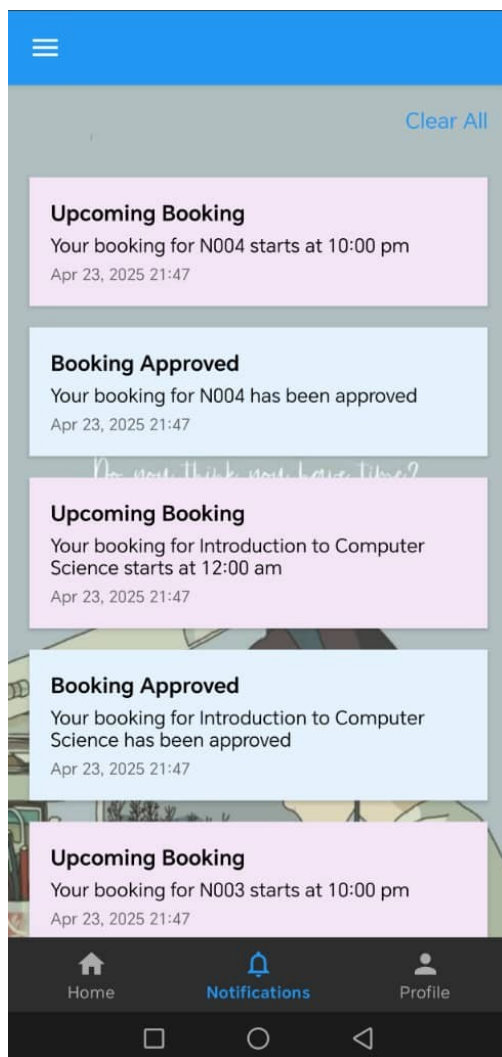 Clear All
Upcoming Booking
Your booking for N004 starts at 10:00 pm
Apr 23, 2025 21:47
Booking Approved
Your booking for N004 has been approved
Apr 23, 2025 21:47
Do you think you have time?
Upcoming Booking
Your booking for Introduction to Computer
Science starts at 12:00 am
Apr 23, 2025 21:47
Booking Approved
Your booking for Introduction to Computer
Science has been approved
Apr 23, 2025 21:47
Upcoming Booking
Your booking for N003 starts at 10:00 pm
Apr 23, 2025 21:47
Home
Notifications
Profile